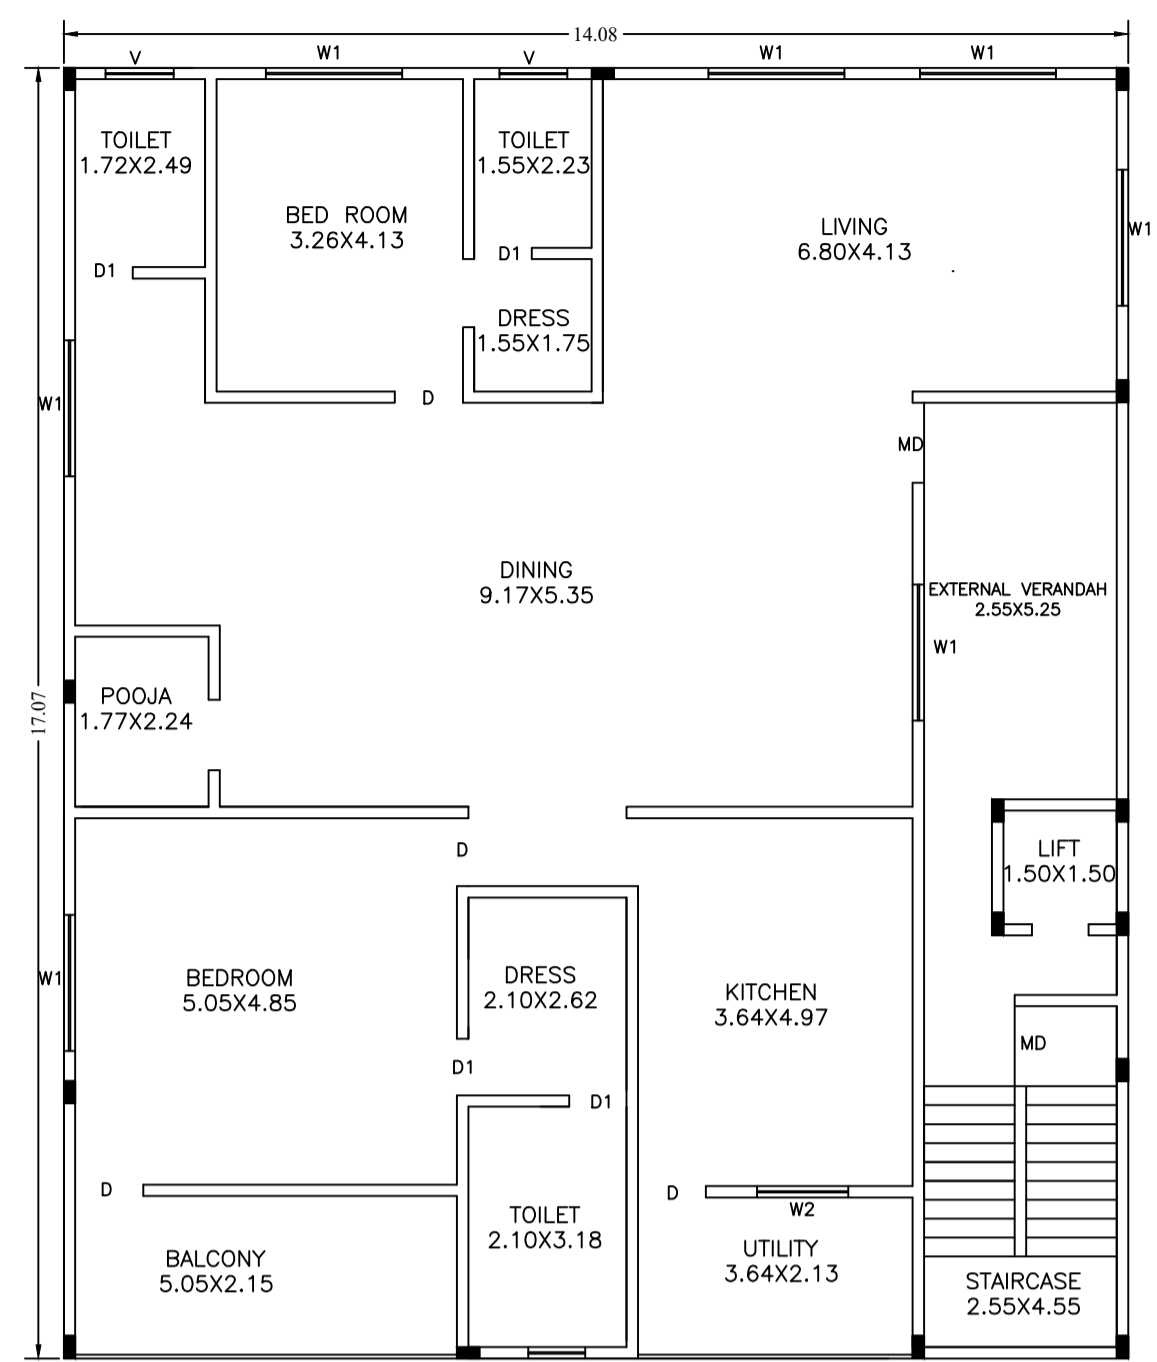 14.08
V
W1
V
W1
W1
TOILET
1.72X2.49
TOILET
1.55X2.23
BED ROOM
3.26X4.13
LIVING
6.80X4.13
W1
D1
D1
DRESS
1.55X1.75
W1
D
MD
DINING
9.17X5.35
EXTERNAL VERANDAH
2.55X5.25
W1
POOJA
1.77X2.24
17.07
D
LIFT
1.50X1.50
W1
BEDROOM
5.05X4.85
DRESS
2.10X2.62
KITCHEN
3.64X4.97
MD
D1
D1
D
D
W2
TOILET
2.10X3.18
UTILITY
3.64X2.13
BALCONY
5.05X2.15
STAIRCASE
2.55X4.55